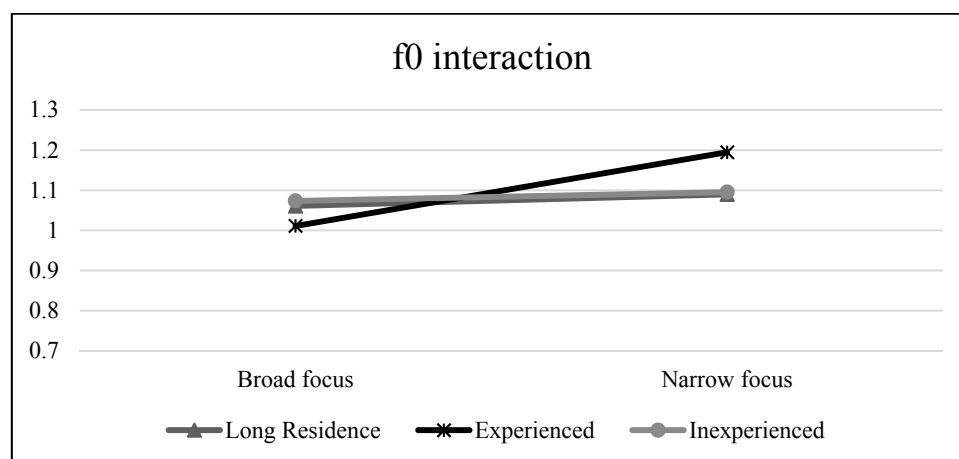 f0 interaction
1.3
1.2
1.1
1
0.9
0.8
0.7
Broad focus Narrow focus
Long Residence Experienced Inexperienced